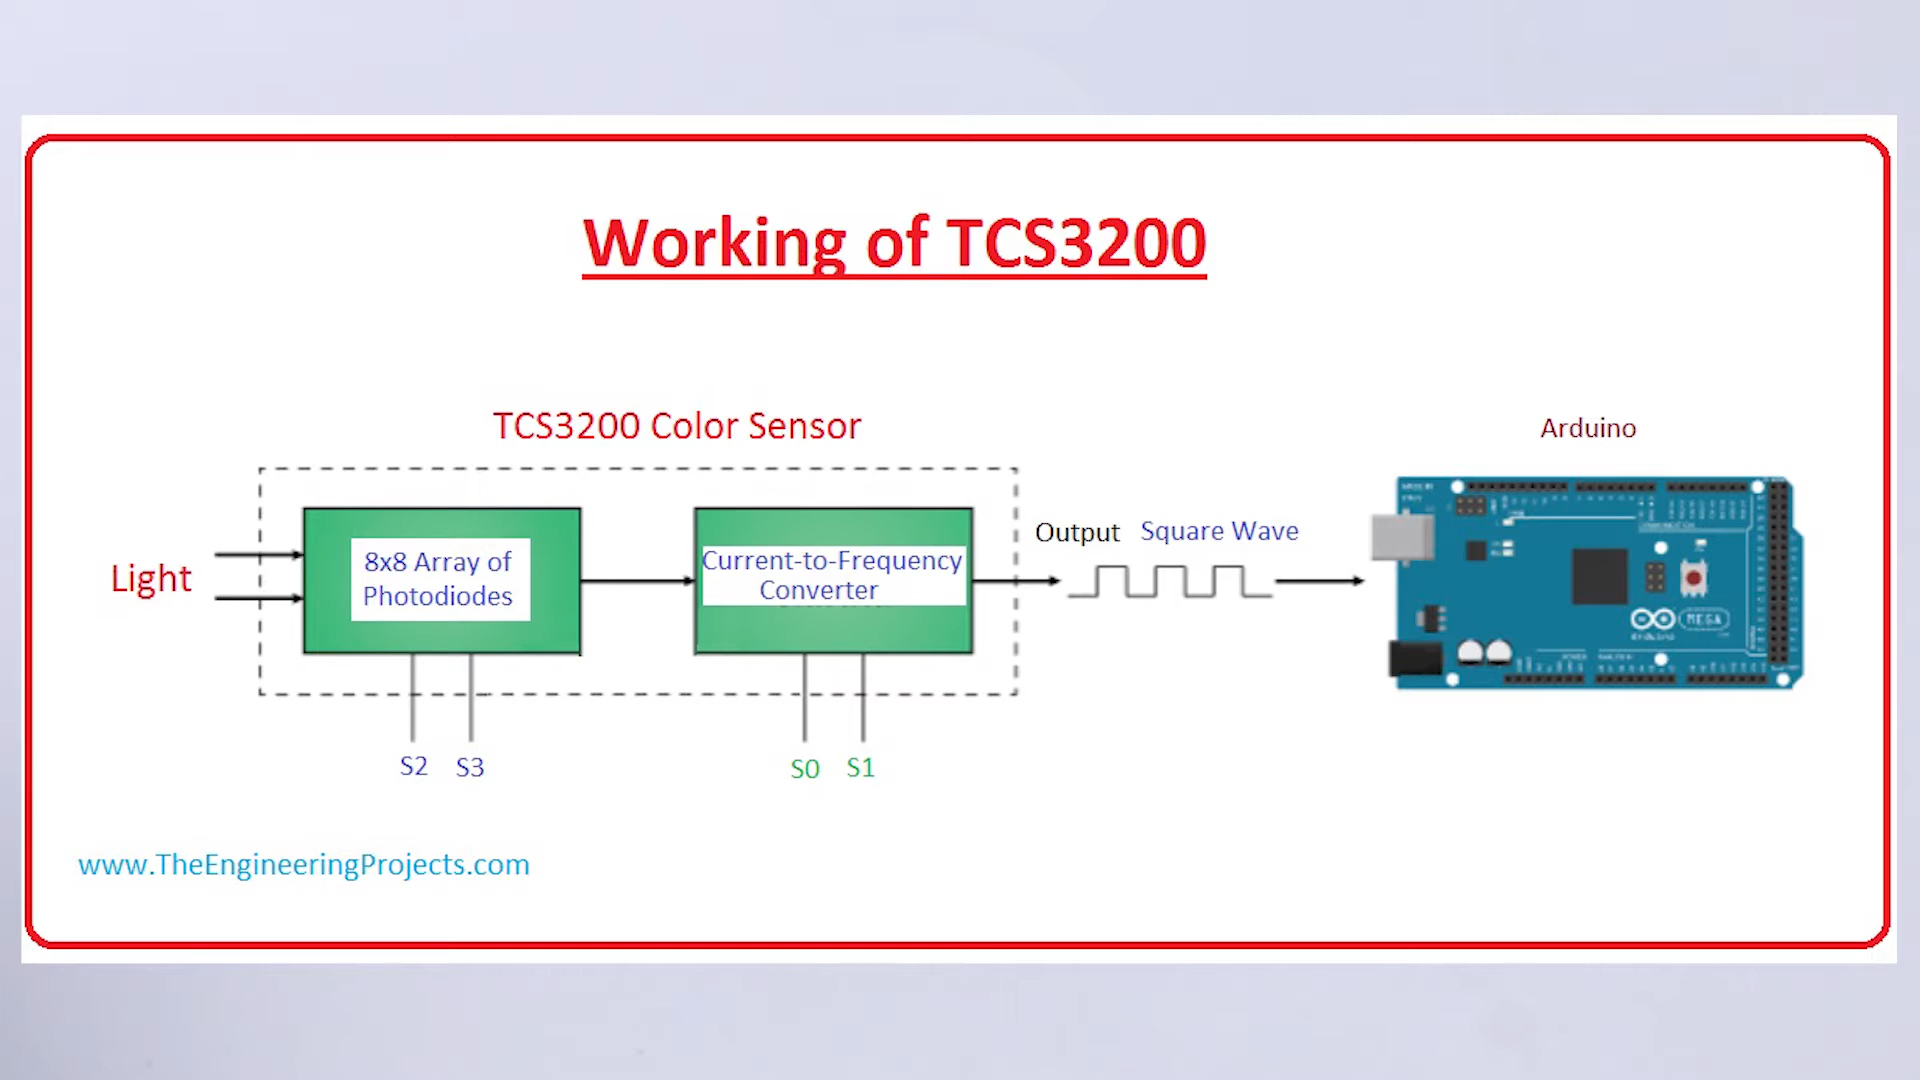 Working of TCS3200
TCS3200 Color Sensor
Arduino
Light
8x8 Array of
Photodiodes
Current-to-Frequency
Converter
Output Square Wave
MEGA
S2 S3
S0 S1
www.TheEngineeringProjects.com